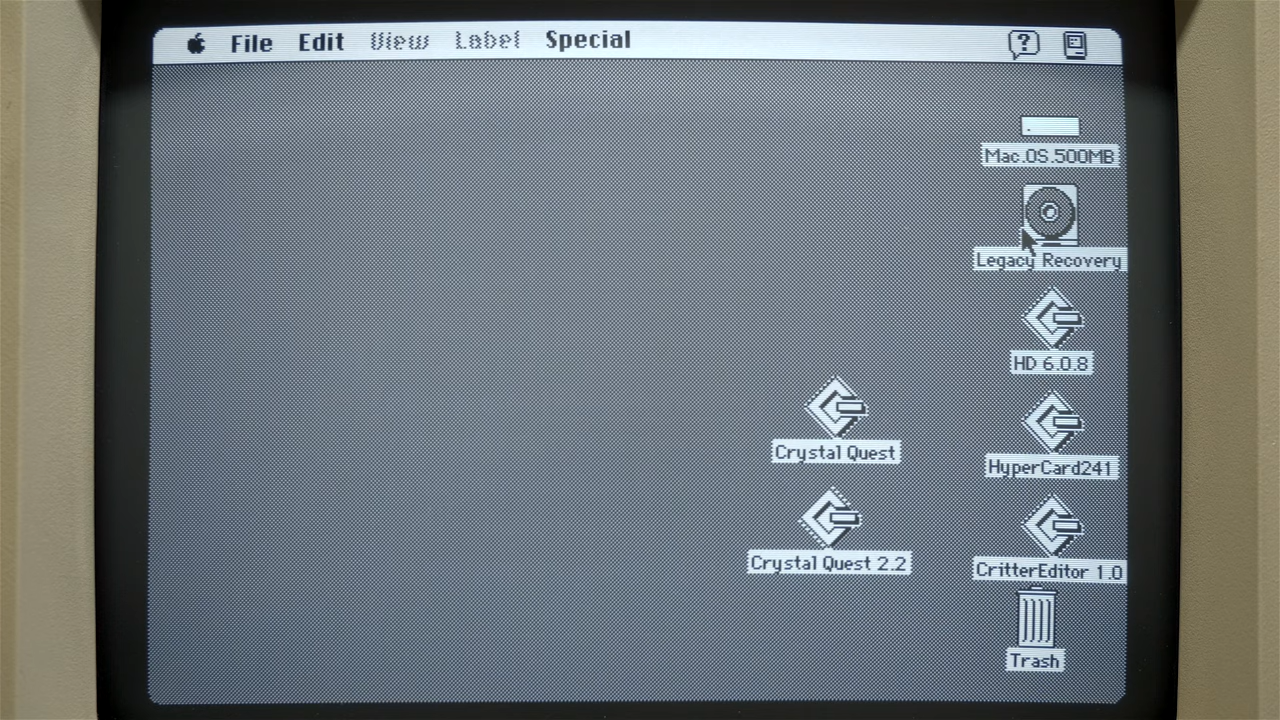 File Edit View Label Special
Mac.OS.500MB
Legacy Recovery
HD 6.0.8
Crystal Quest
HyperCard241
Crystal Quest 2.2
CritterEditor 1.0
Trash